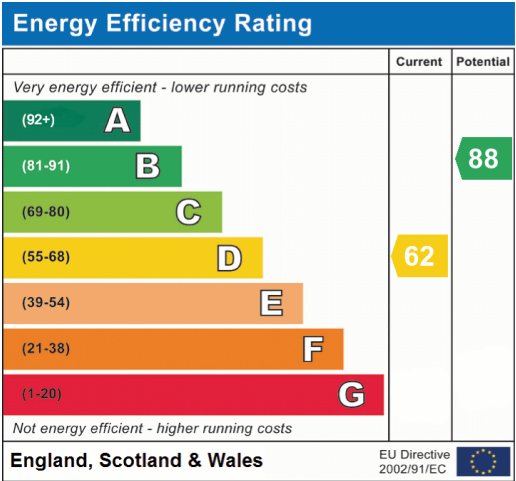 Energy Efficiency Rating
Current Potential
Very energy efficient - lower running costs
(92+) A
(81-91) B
88
(69-80) C
(55-68) D
62
(39-54) E
(21-38) F
(1-20) G
Not energy efficient - higher running costs
England, Scotland & Wales
EU Directive
2002/91/EC